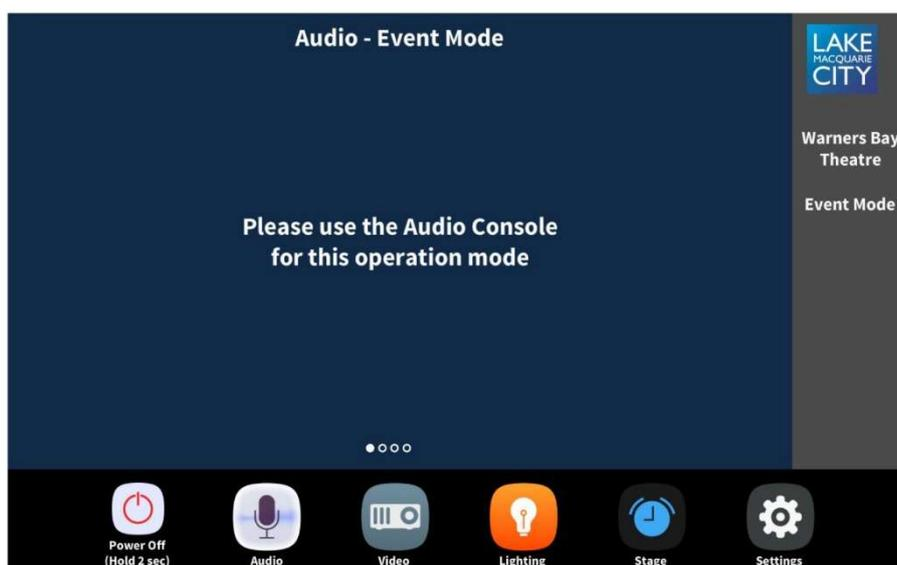 Audio - Event Mode
LAKE
MACQUARIE
CITY
Warners Bay
Theatre
Event Mode
Please use the Audio Console
for this operation mode
Power Off
(Hold 2 sec)
Audio
Video
Lighting
Stage
Settings